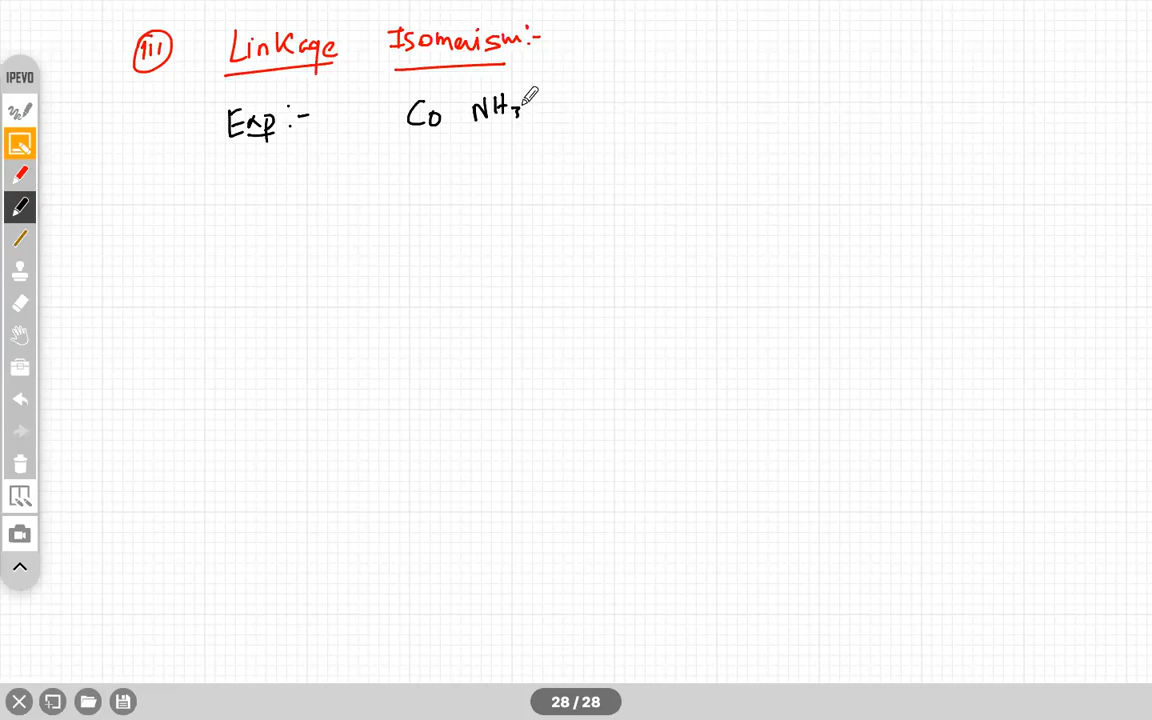 (iii) Linkage Isomerism:-
Exp:- Co NH3
IPEVO
28 / 28